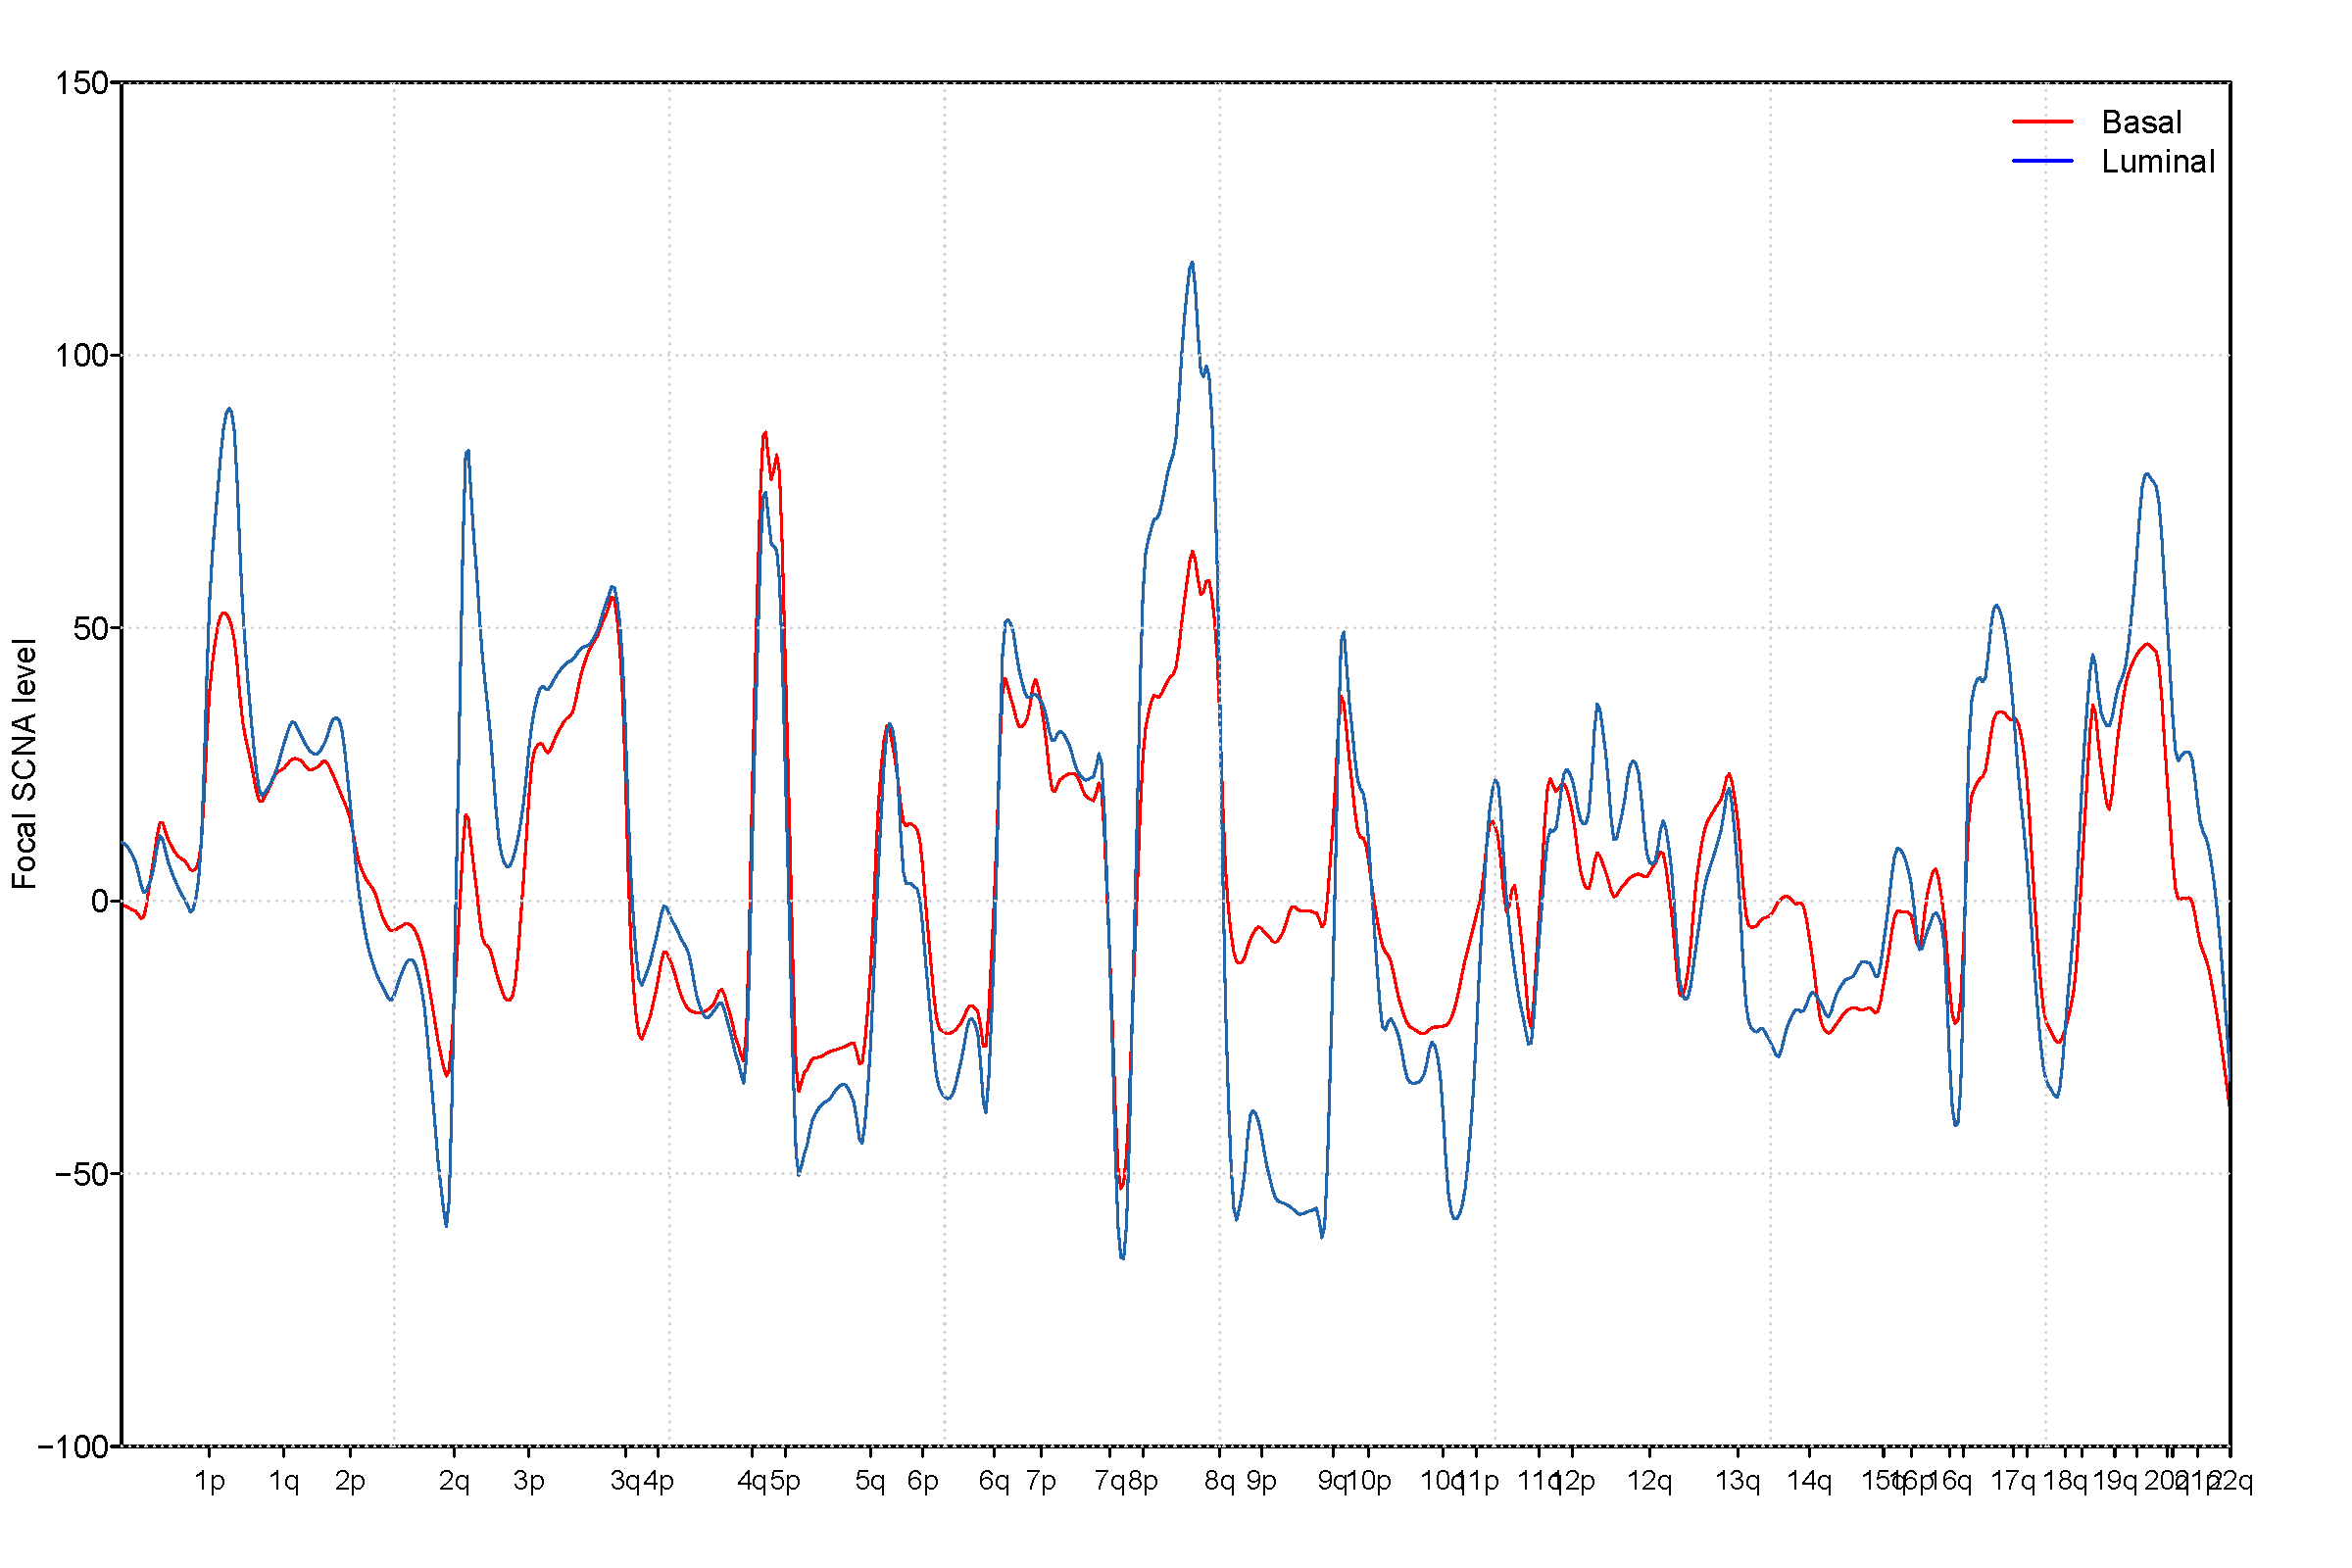 150
100
50
0
−50
−100
Focal SCNA level
Basal
Luminal
1p 1q 2p 2q 3p 3q 4p 4q 5p 5q 6p 6q 7p 7q 8p 8q 9p 9q 10p 10q 11p 11q 12p 12q 13q 14q 15q 16p 16q 17q 18q 19q 20q 21p 22q